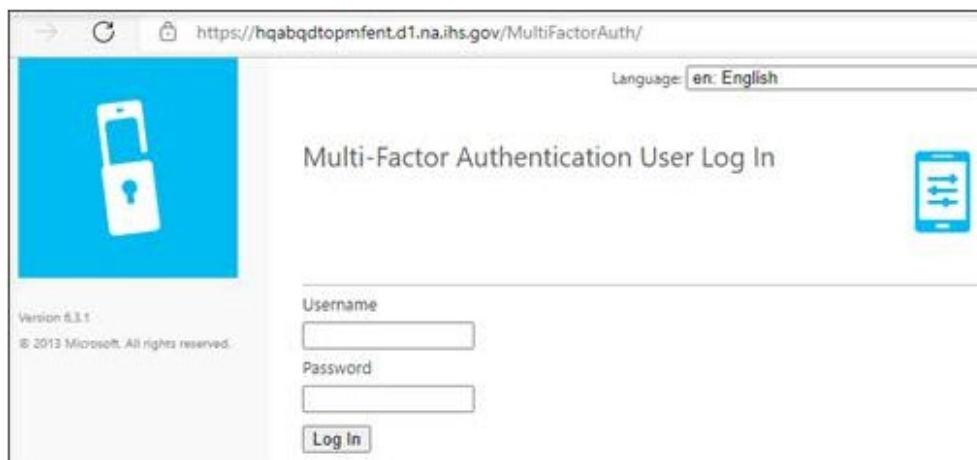 https://hqabqdtopmfent.d1.na.ihs.gov/MultiFactorAuth/
Language: en: English
Multi-Factor Authentication User Log In
Version 6.3.1
© 2013 Microsoft. All rights reserved.
Username
Password
Log In